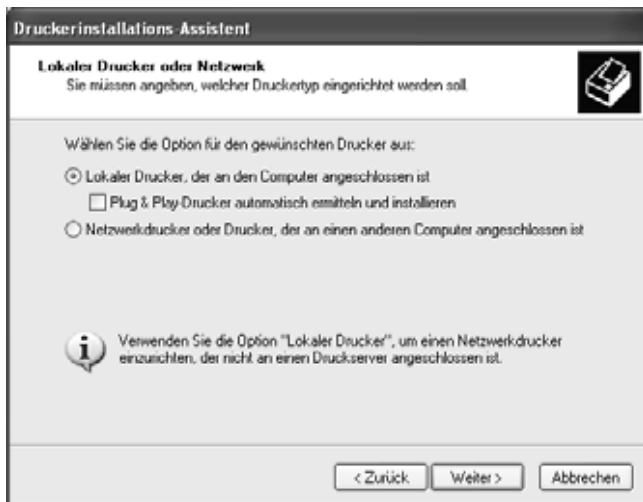 Druckerinstallations-Assistent
Lokaler Drucker oder Netzwerk
Sie müssen angeben, welcher Druckertyp eingerichtet werden soll.
Wählen Sie die Option für den gewünschten Drucker aus:
Lokaler Drucker, der an den Computer angeschlossen ist
Plug & Play-Drucker automatisch ermitteln und installieren
Netzwerkdrucker oder Drucker, der an einen anderen Computer angeschlossen ist
Verwenden Sie die Option "Lokaler Drucker", um einen Netzwerkdrucker
einzurichten, der nicht an einen Druckserver angeschlossen ist.
< Zurück Weiter > Abbrechen